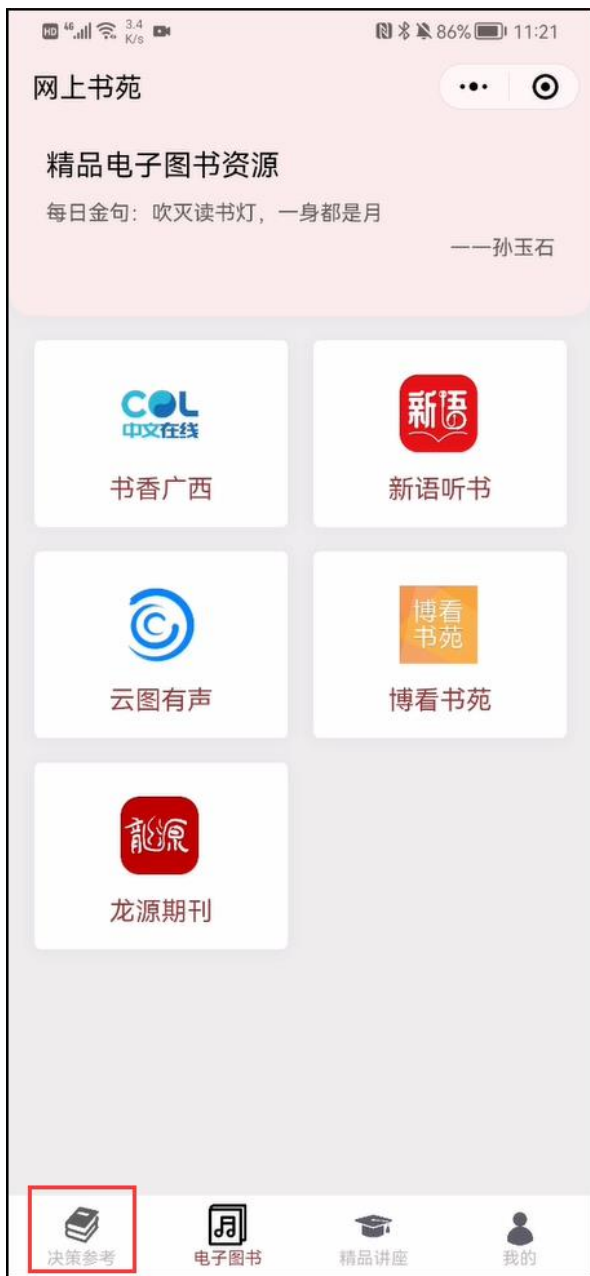 HD 4G 3.4 K/s 86% 11:21
网上书苑
精品电子图书资源
每日金句：吹灭读书灯，一身都是月
——孙玉石
COL
中文在线
书香广西
新语
新语听书
云图有声
博看
书苑
博看书苑
龙源
龙源期刊
决策参考
电子图书
精品讲座
我的